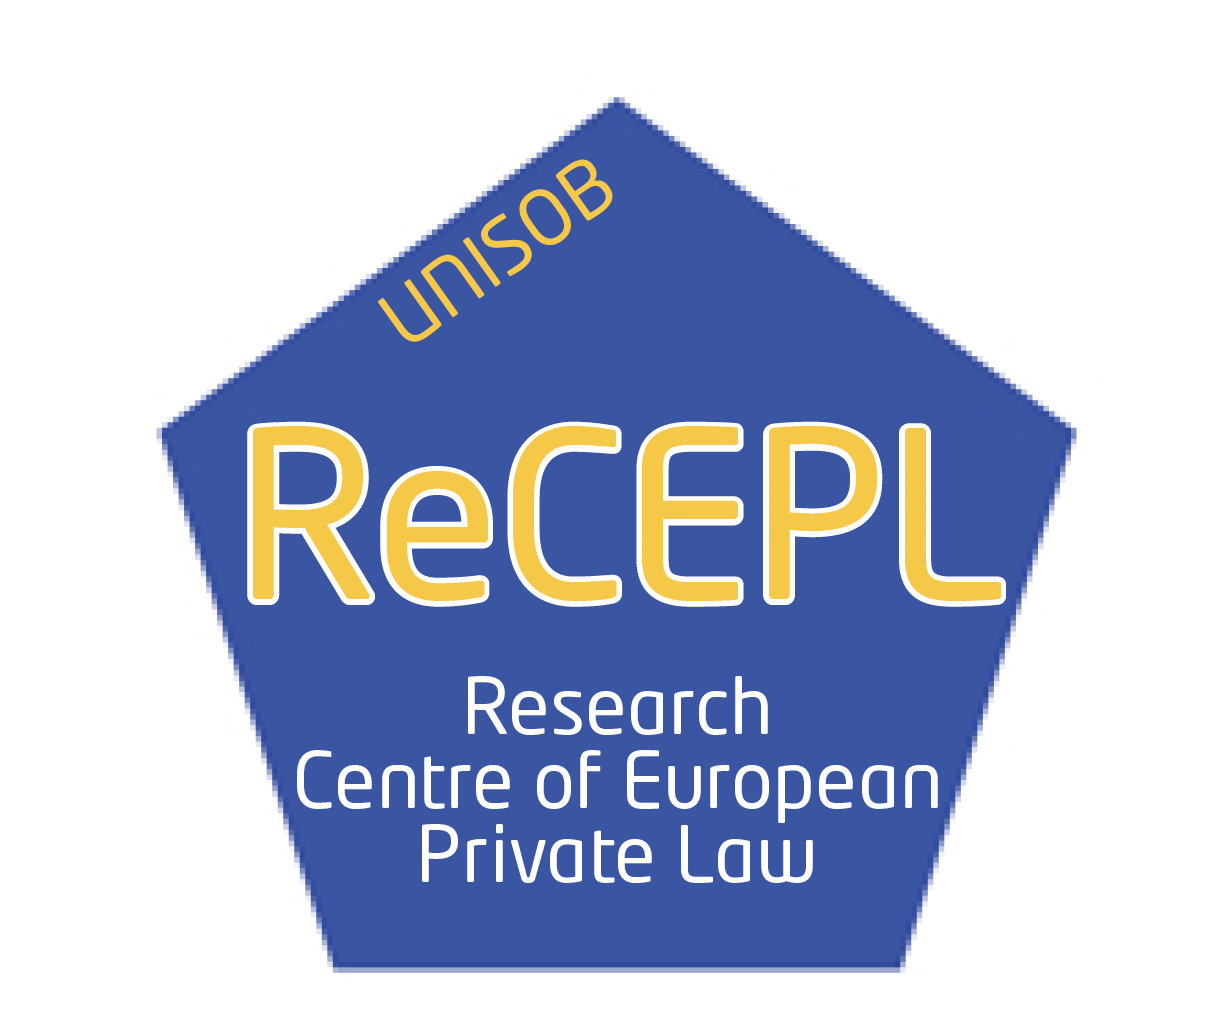 UNISOB
ReCEPL
Research
Centre of European
Private Law